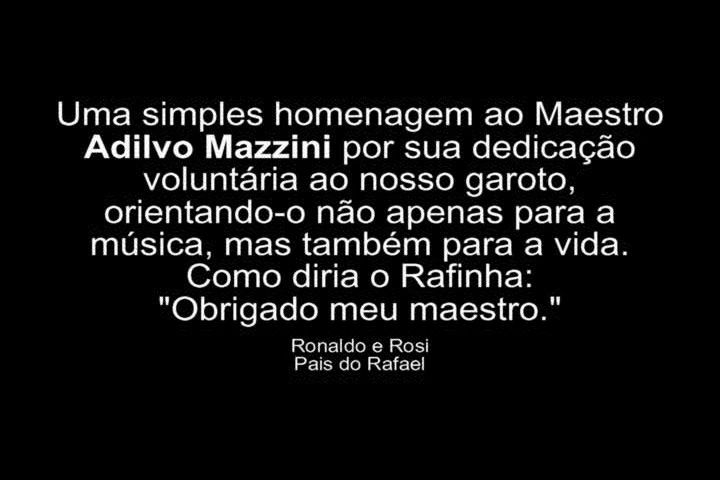 Uma simples homenagem ao Maestro
Adilvo Mazzini por sua dedicação
voluntária ao nosso garoto,
orientando-o não apenas para a
música, mas também para a vida.
Como diria o Rafinha:
"Obrigado meu maestro."
Ronaldo e Rosi
Pais do Rafael